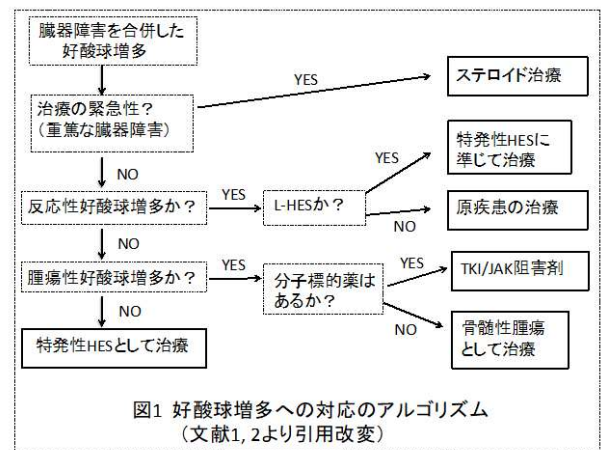 臓器障害を合併した
好酸球増多
YES
ステロイド治療
治療の緊急性？
（重篤な臓器障害）
NO
YES
特発性HESに
準じて治療
反応性好酸球増多か？
YES
L-HESか？
NO
原疾患の治療
NO
腫瘍性好酸球増多か？
YES
分子標的薬は
あるか？
YES
TKI/JAK阻害剤
NO
特発性HESとして治療
NO
骨髄性腫瘍
として治療
図1 好酸球増多への対応のアルゴリズム
（文献1, 2より引用改変）